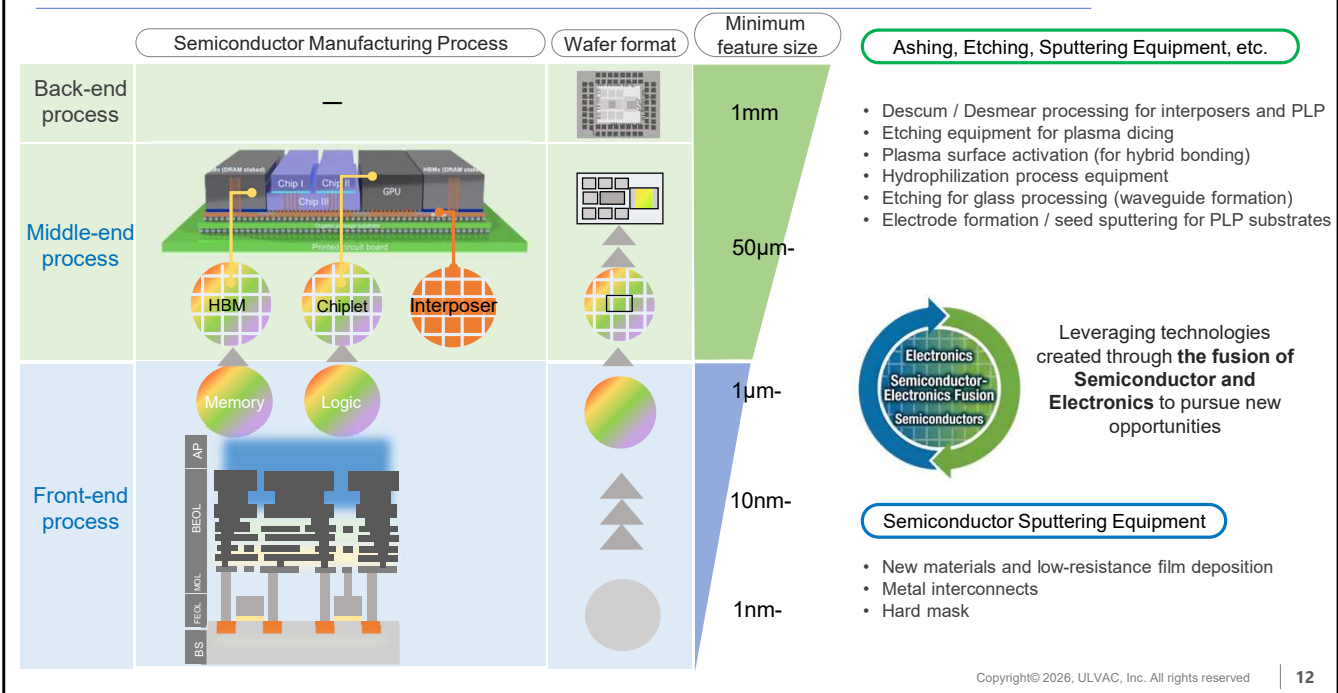 Semiconductor Manufacturing Process
Wafer format
Minimum
feature size
Ashing, Etching, Sputtering Equipment, etc.
Back-end
process
—
1mm
• Descum / Desmear processing for interposers and PLP
• Etching equipment for plasma dicing
• Plasma surface activation (for hybrid bonding)
• Hydrophilization process equipment
• Etching for glass processing (waveguide formation)
• Electrode formation / seed sputtering for PLP substrates
Middle-end
process
(DRAM staked)
Chip I
Chip II
Chip III
GPU
HBMs (DRAM stake
Printed circuit board
50μm-
HBM
Chiplet
Interposer
Electronics
Semiconductor-
Electronics Fusion
Semiconductors
Leveraging technologies
created through the fusion of
Semiconductor and
Electronics to pursue new
opportunities
Front-end
process
Memory
Logic
1μm-
AP
BEOL
MOL
FEOL
BS
10nm-
1nm-
Semiconductor Sputtering Equipment
• New materials and low-resistance film deposition
• Metal interconnects
• Hard mask
Copyright© 2026, ULVAC, Inc. All rights reserved
12